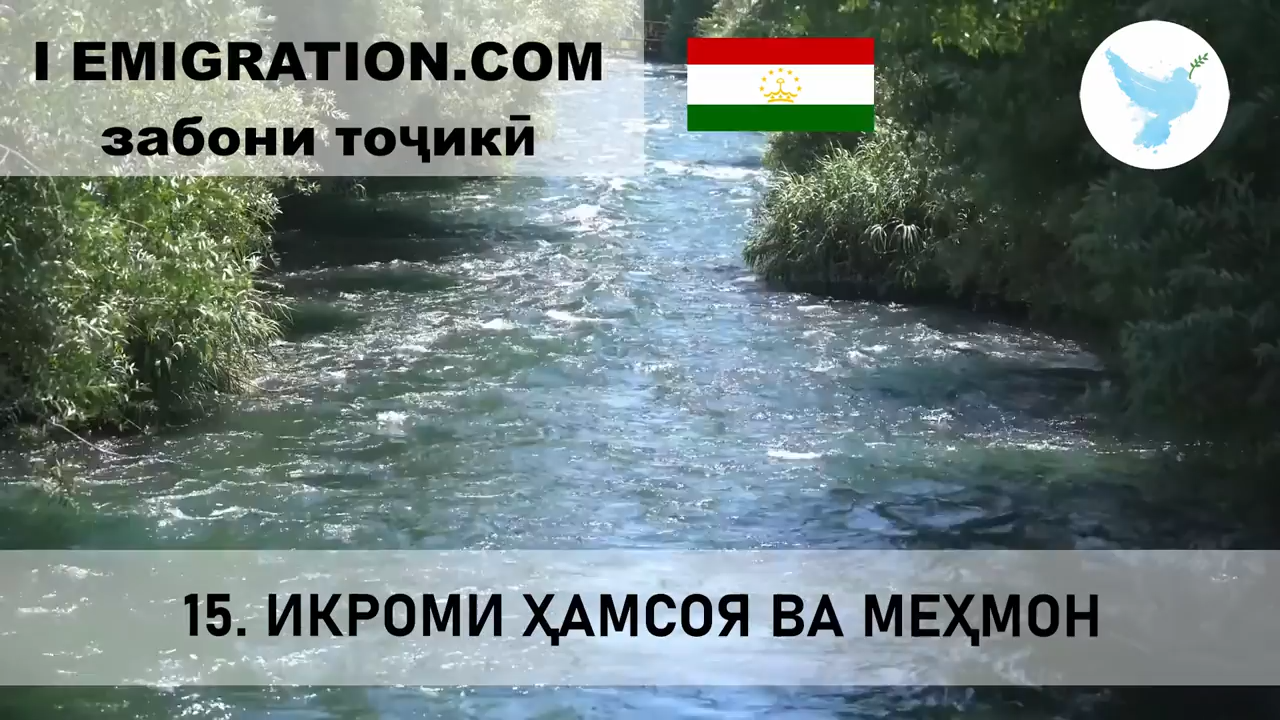 I EMIGRATION.COM
забони тоҷикӣ
15. ИКРОМИ ҲАМСОЯ ВА МЕҲМОН